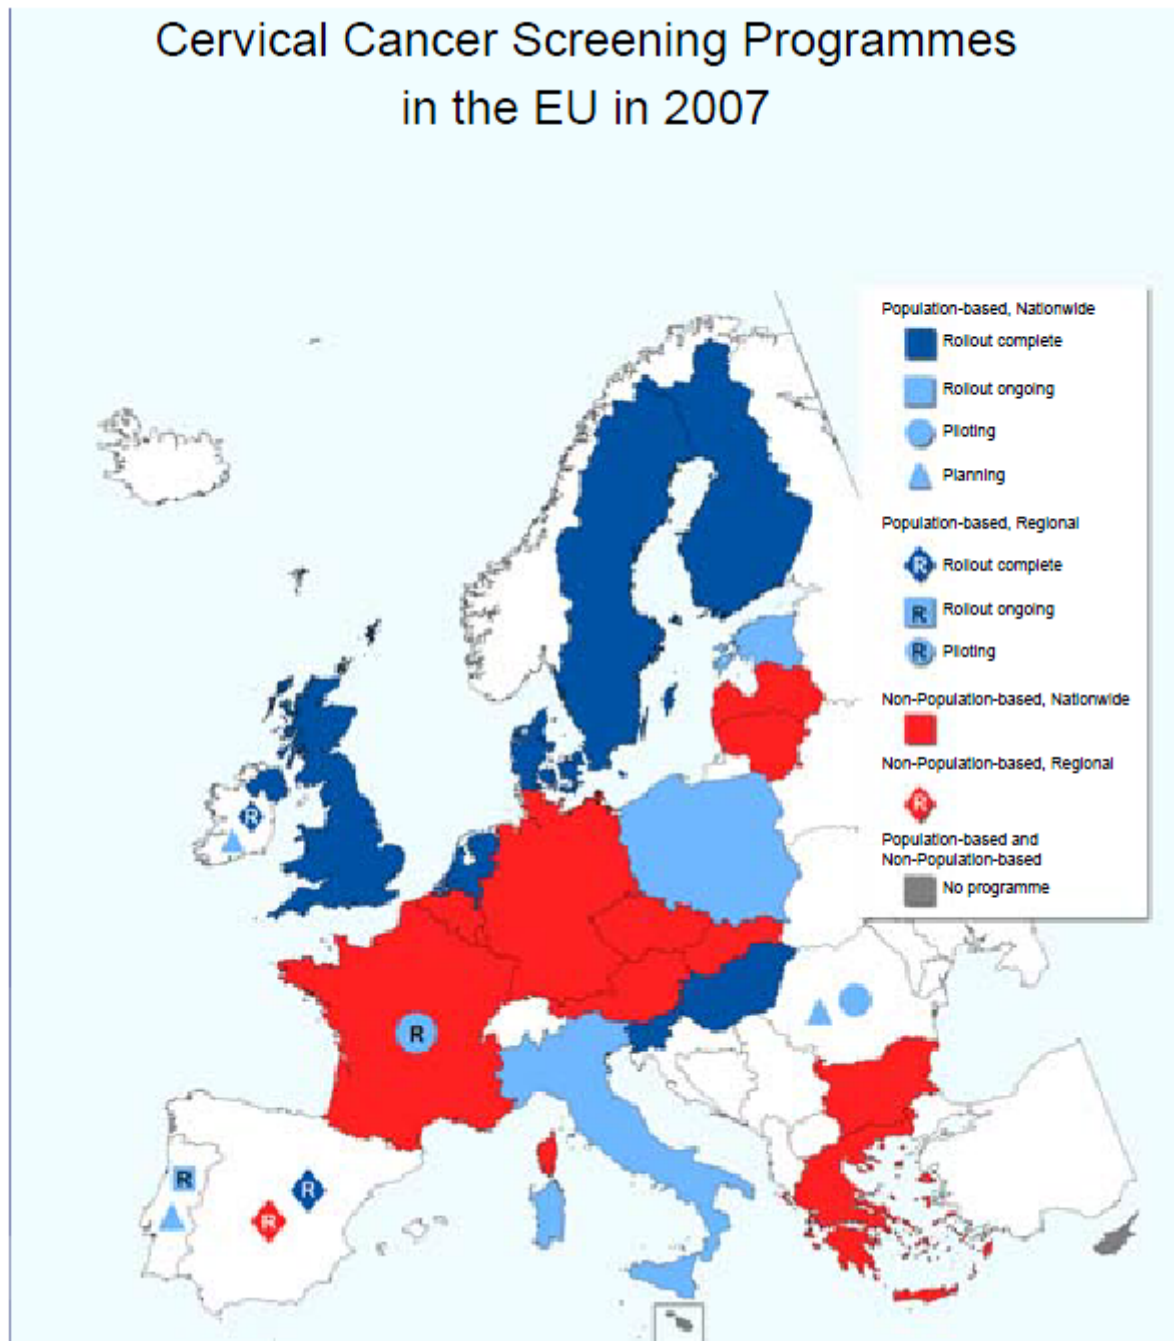 Cervical Cancer Screening Programmes
in the EU in 2007
Population-based, Nationwide
Rollout complete
Rollout ongoing
Piloting
Planning
Population-based, Regional
R Rollout complete
R Rollout ongoing
R Piloting
Non-Population-based, Nationwide
Non-Population-based, Regional
R
Population-based and
Non-Population-based
No programme
R
R
R
R
R